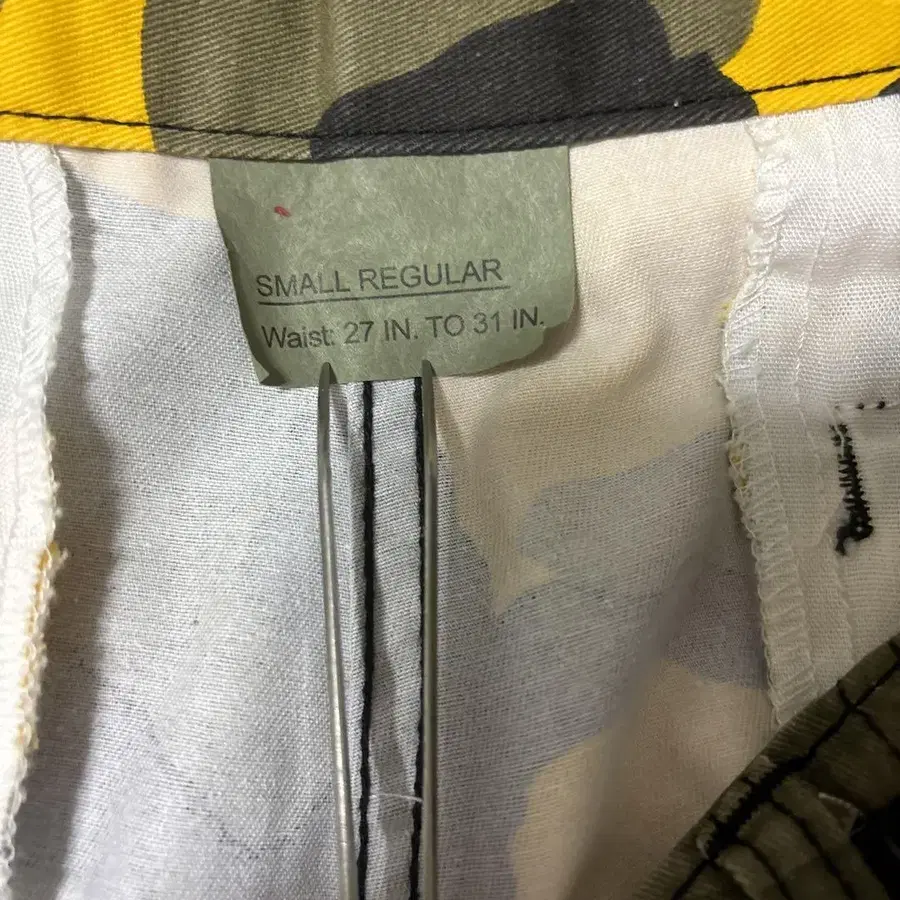 SMALL REGULAR
Waist: 27 IN. TO 31 IN.